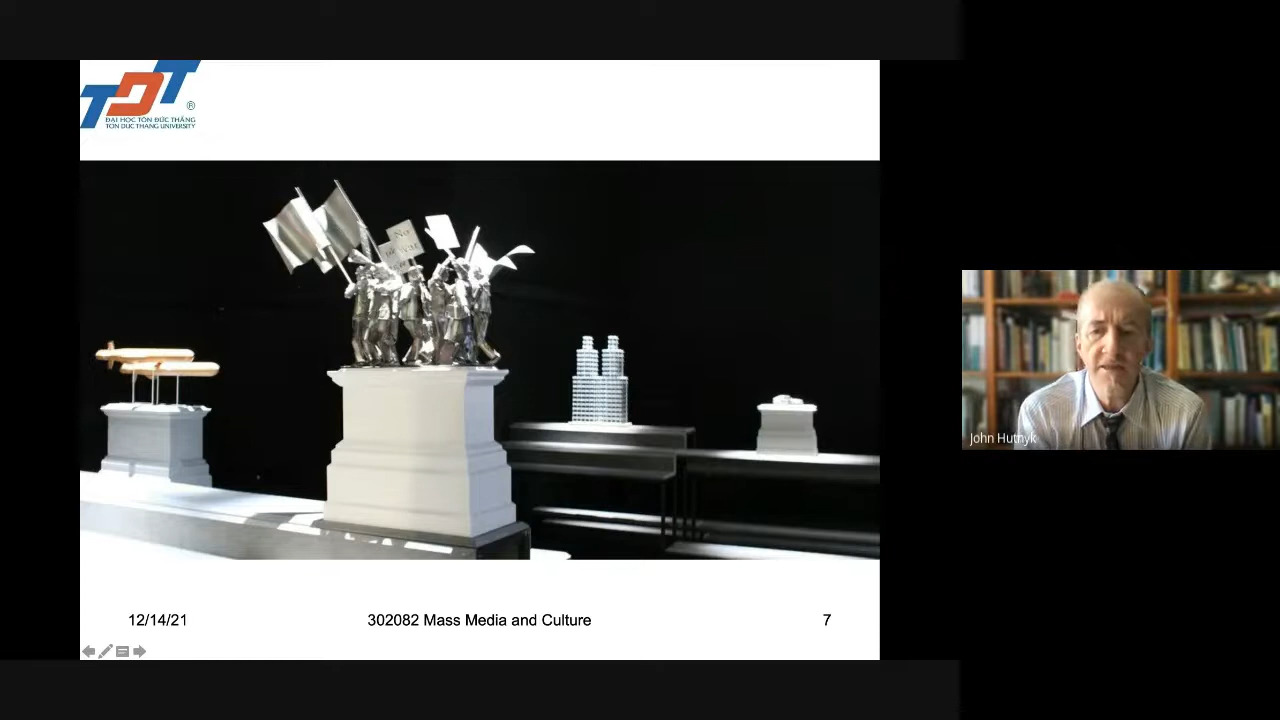 TDT
®
ĐẠI HỌC TÔN ĐỨC THẮNG
TON DUC THANG UNIVERSITY
No
12/14/21
302082 Mass Media and Culture
7
John Hutnyk